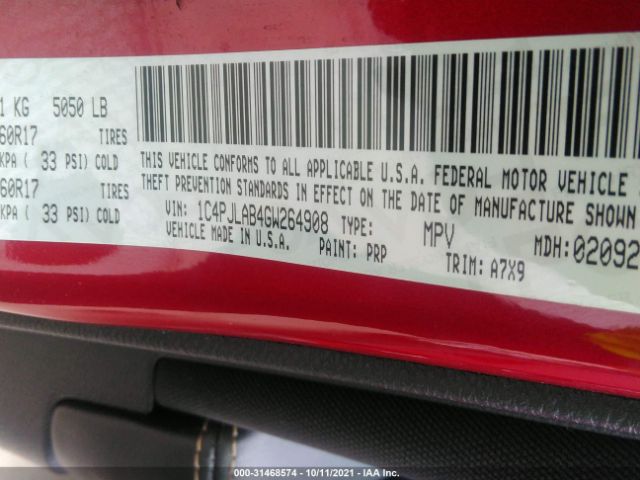 1 KG 5050 LB
60R17 TIRES
KPA ( 33 PSI) COLD
60R17 TIRES
KPA ( 33 PSI) COLD
THIS VEHICLE CONFORMS TO ALL APPLICABLE U.S.A. FEDERAL MOTOR VEHICLE
THEFT PREVENTION STANDARDS IN EFFECT ON THE DATE OF MANUFACTURE SHOWN
VIN: 1C4PJLAB4GW264908 TYPE: MPV MDH:02092
VEHICLE MADE IN U.S.A. PAINT: PRP TRIM: A7X9
000-31468574 | 10/11/2021 | IAA Inc.